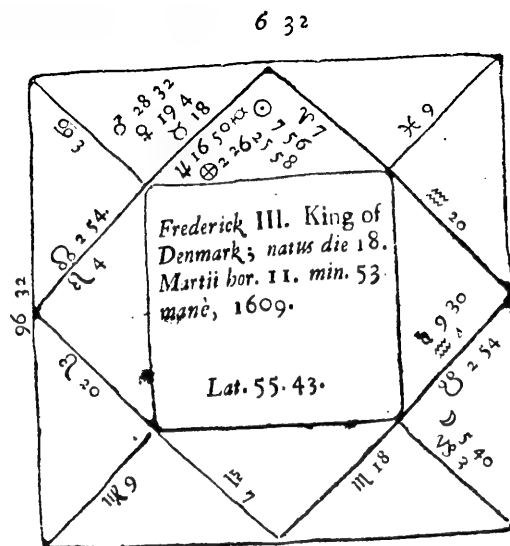 6 32
♂ 28 32
♀ 19 4
♉ 18
♃ 16 50
☉ 7 56
⊕ 2 26 25 58
♈ 7
♓ 9
♋ 3
♒ 20
☊ 2 54.
♌ 4
Frederick III. King of
Denmark; natus die 18.
Martii hor. 11. min. 53
manè, 1609.
Lat. 55. 43.
96 32
9 30
♒
☋ 2 54
♌ 20
☽ 5 40
♑ 3
♍ 9
♎ 7
♏ 18